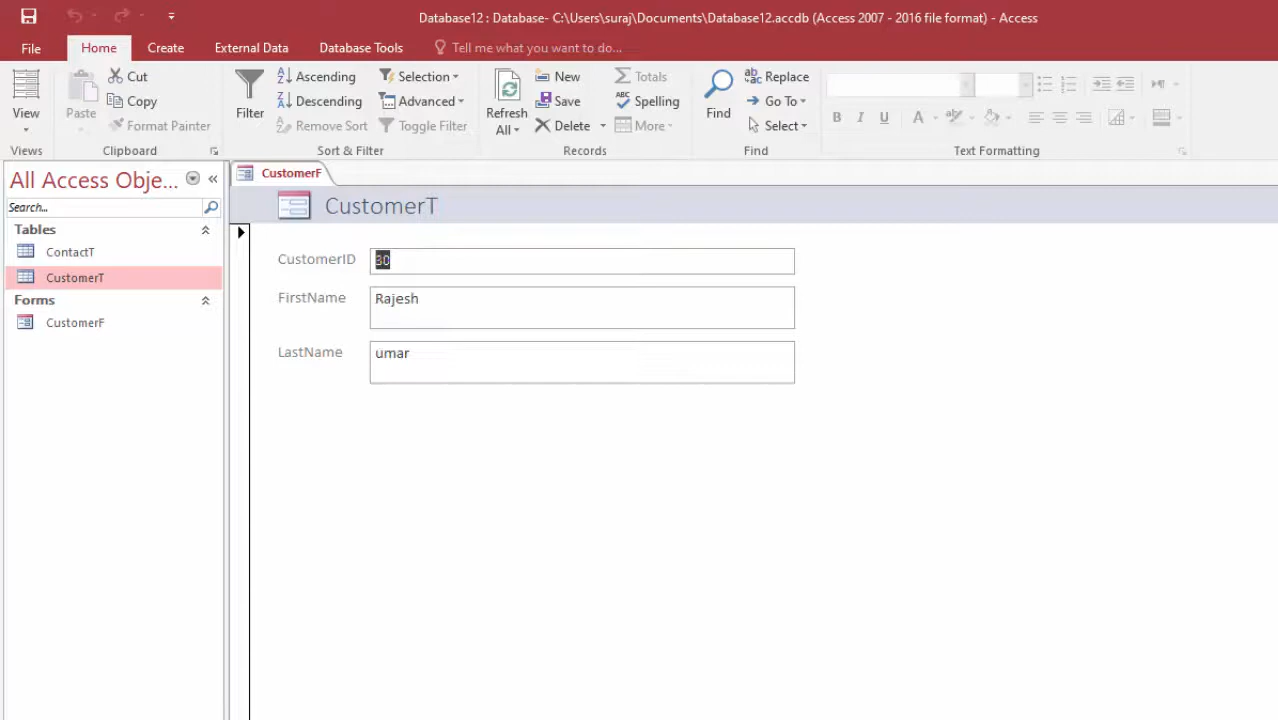 Database12 : Database- C:\Users\suraj\Documents\Database12.accdb (Access 2007 - 2016 file format) - Access
File Home Create External Data Database Tools Tell me what you want to do...
View
Views
Paste
Cut
Copy
Format Painter
Clipboard
Filter
Ascending
Descending
Remove Sort
Selection
Advanced
Toggle Filter
Sort & Filter
Refresh
All
New
Save
Delete
Totals
Spelling
More
Records
Find
Replace
Go To
Select
Find
B I U A
Text Formatting
All Access Obje...
Search...
Tables
ContactT
CustomerT
Forms
CustomerF
CustomerF
CustomerT
CustomerID 30
FirstName Rajesh
LastName umar